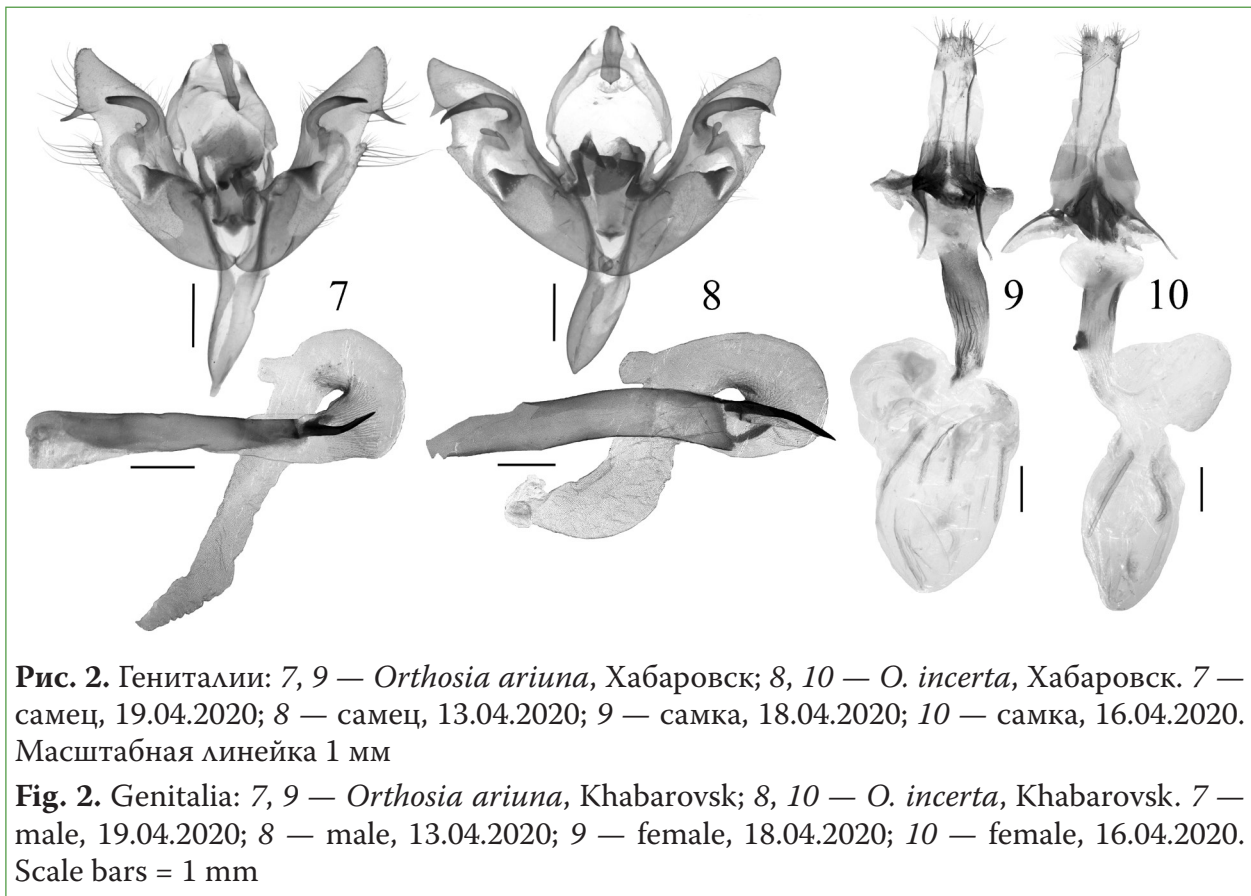 7
8
9
10
Рис. 2. Гениталии: 7, 9 — Orthosia ariuna, Хабаровск; 8, 10 — O. incerta, Хабаровск. 7 —
самец, 19.04.2020; 8 — самец, 13.04.2020; 9 — самка, 18.04.2020; 10 — самка, 16.04.2020.
Масштабная линейка 1 мм
Fig. 2. Genitalia: 7, 9 — Orthosia ariuna, Khabarovsk; 8, 10 — O. incerta, Khabarovsk. 7 —
male, 19.04.2020; 8 — male, 13.04.2020; 9 — female, 18.04.2020; 10 — female, 16.04.2020.
Scale bars = 1 mm